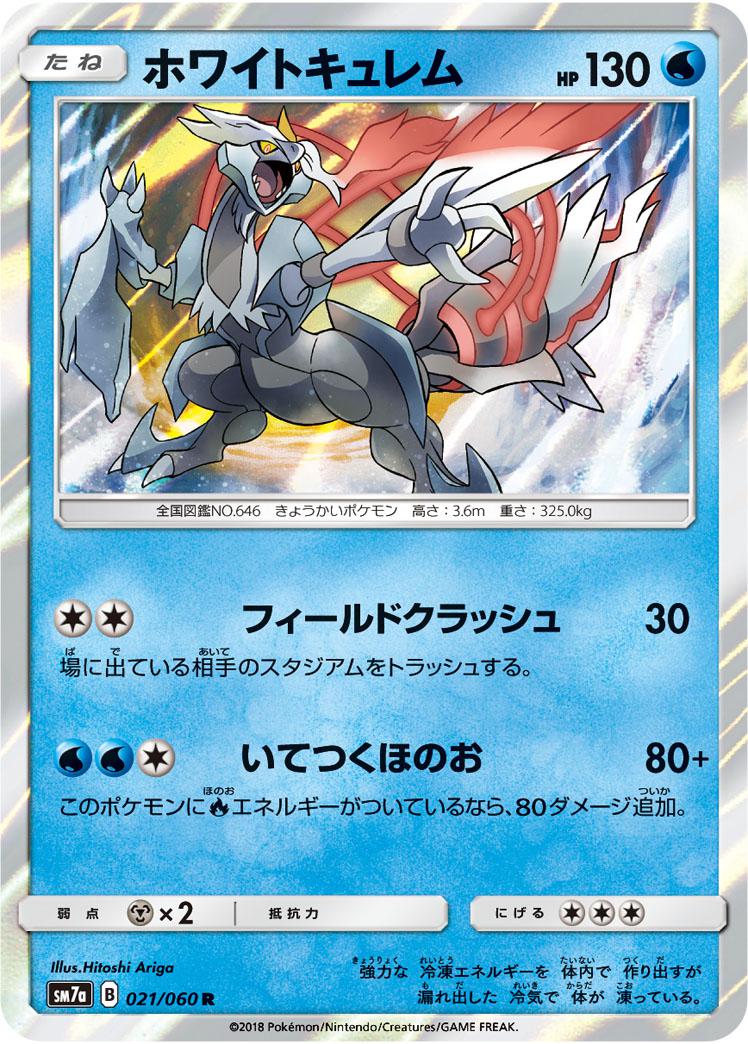 たね ホワイトキュレム HP 130
全国図鑑NO.646 きょうかいポケモン 高さ:3.6m 重さ:325.0kg
フィールドクラッシュ 30
場に出ている相手のスタジアムをトラッシュする。
いてつくほのお 80+
このポケモンにエネルギーがついているなら、80ダメージ追加。
弱点 ×2 抵抗力 にげる
Illus.Hitoshi Ariga
強力な 冷凍エネルギーを 体内で 作り出すが
漏れ出した 冷気で 体が 凍っている。
SM7a B 021/060 R
©2018 Pokémon/Nintendo/Creatures/GAME FREAK.